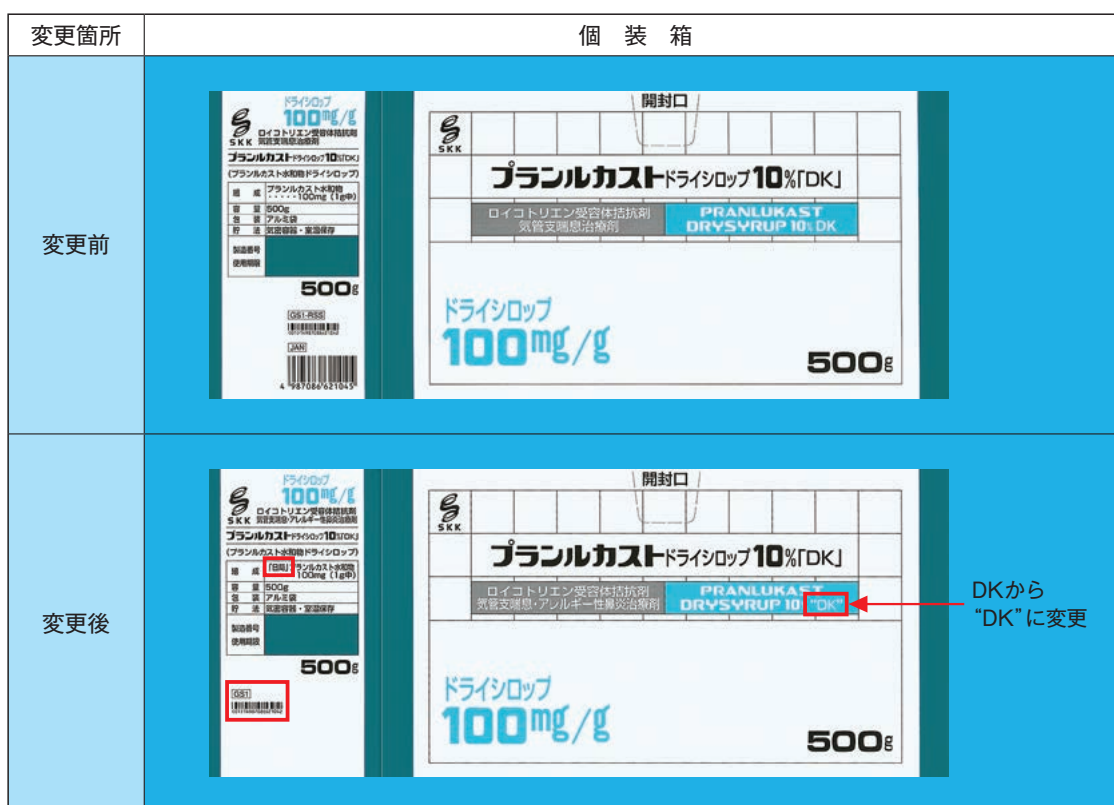 変更箇所
個 装 箱
変更前
ドライシロップ
100mg/g
SKK
ロイコトリエン受容体拮抗剤
気管支喘息治療剤
プランルカストドライシロップ10%「DK」
(プランルカスト水和物ドライシロップ)
組 成 プランルカスト水和物
・・・・・100mg(1g中)
容 量 500g
包 装 アルミ袋
貯 法 気密容器・室温保存
製造番号
使用期限
500g
GS1-RSS
JAN
4 987086 621045
開封口
SKK
プランルカストドライシロップ10%「DK」
ロイコトリエン受容体拮抗剤
気管支喘息治療剤
PRANLUKAST
DRYSYRUP 10% DK
ドライシロップ
100mg/g
500g
変更後
ドライシロップ
100mg/g
SKK
ロイコトリエン受容体拮抗剤
気管支喘息・アレルギー性鼻炎治療剤
プランルカストドライシロップ10%「DK」
(プランルカスト水和物ドライシロップ)
組 成 「日局」プランルカスト水和物
100mg(1g中)
容 量 500g
包 装 アルミ袋
貯 法 気密容器・室温保存
製造番号
使用期限
500g
GS1
開封口
SKK
プランルカストドライシロップ10%「DK」
ロイコトリエン受容体拮抗剤
気管支喘息・アレルギー性鼻炎治療剤
PRANLUKAST
DRYSYRUP 10 "DK"
ドライシロップ
100mg/g
500g
DKから
“DK”に変更